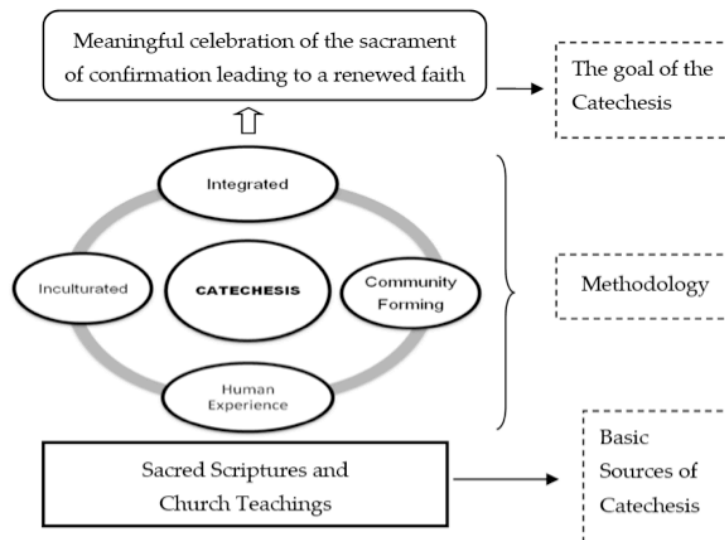 Meaningful celebration of the sacrament
of confirmation leading to a renewed faith
The goal of the
Catechesis
Integrated
Inculturated
CATECHESIS
Community
Forming
Methodology
Human
Experience
Sacred Scriptures and
Church Teachings
Basic
Sources of
Catechesis